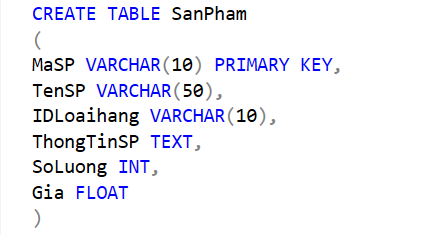 CREATE TABLE SanPham
(
MaSP VARCHAR(10) PRIMARY KEY,
TenSP VARCHAR(50),
IDLoaihang VARCHAR(10),
ThongTinSP TEXT,
SoLuong INT,
Gia FLOAT
)